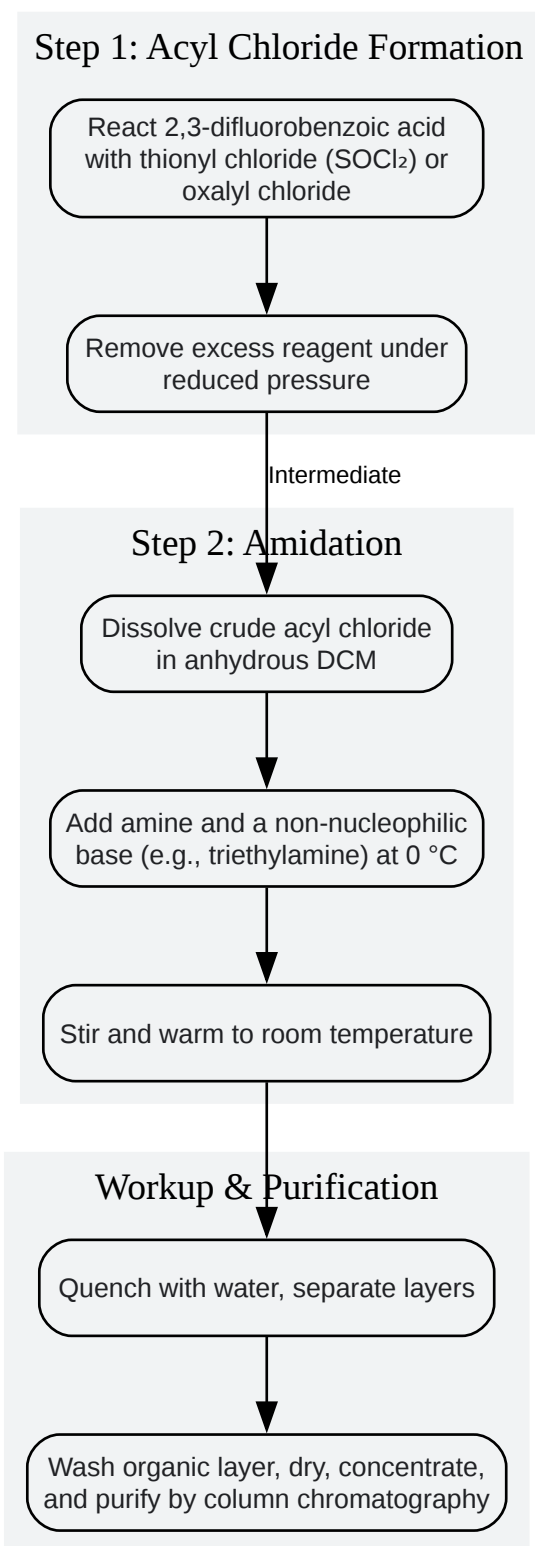 Step 1: Acyl Chloride Formation
React 2,3-difluorobenzoic acid
with thionyl chloride (SOCl₂) or
oxalyl chloride
Remove excess reagent under
reduced pressure
Intermediate
Step 2: Amidation
Dissolve crude acyl chloride
in anhydrous DCM
Add amine and a non-nucleophilic
base (e.g., triethylamine) at 0 °C
Stir and warm to room temperature
Workup & Purification
Quench with water, separate layers
Wash organic layer, dry, concentrate,
and purify by column chromatography